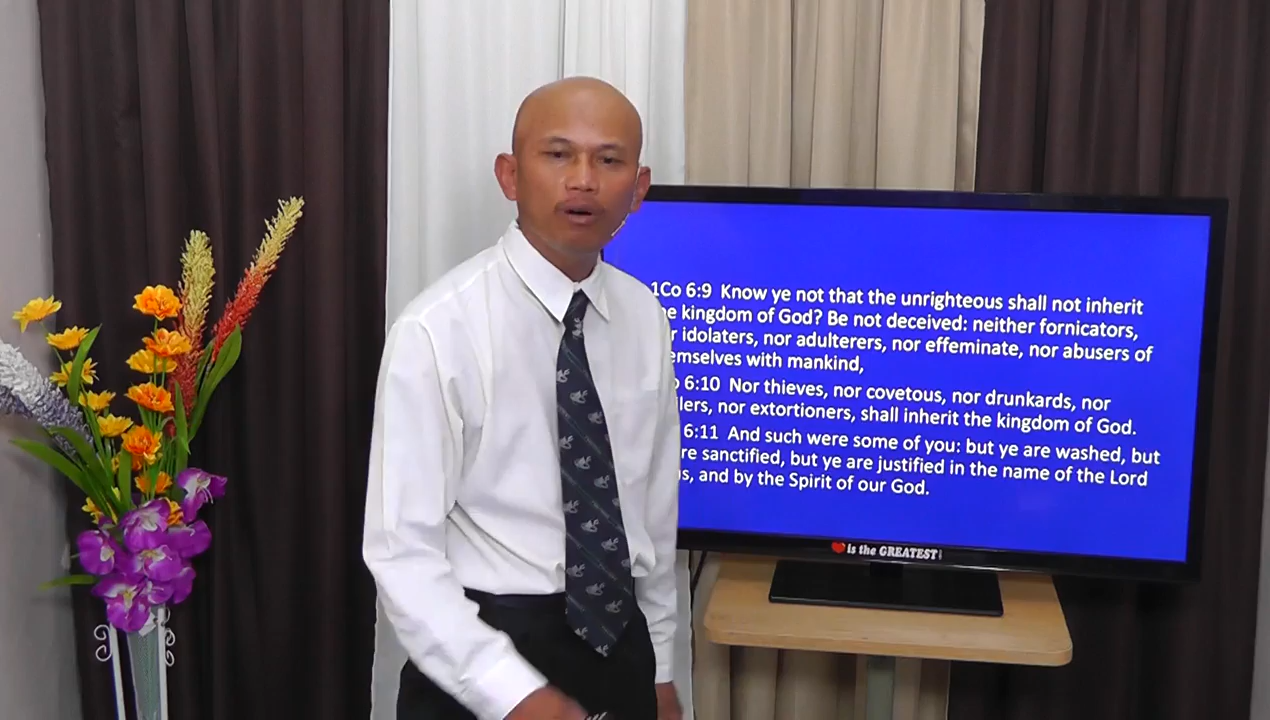 1Co 6:9 Know ye not that the unrighteous shall not inherit
kingdom of God? Be not deceived: neither fornicators,
idolaters, nor adulterers, nor effeminate, nor abusers of
with mankind,
6:10 Nor thieves, nor covetous, nor drunkards, nor
nor extortioners, shall inherit the kingdom of God.
6:11 And such were some of you: but ye are washed, but
sanctified, but ye are justified in the name of the Lord
and by the Spirit of our God.
is the GREATEST!